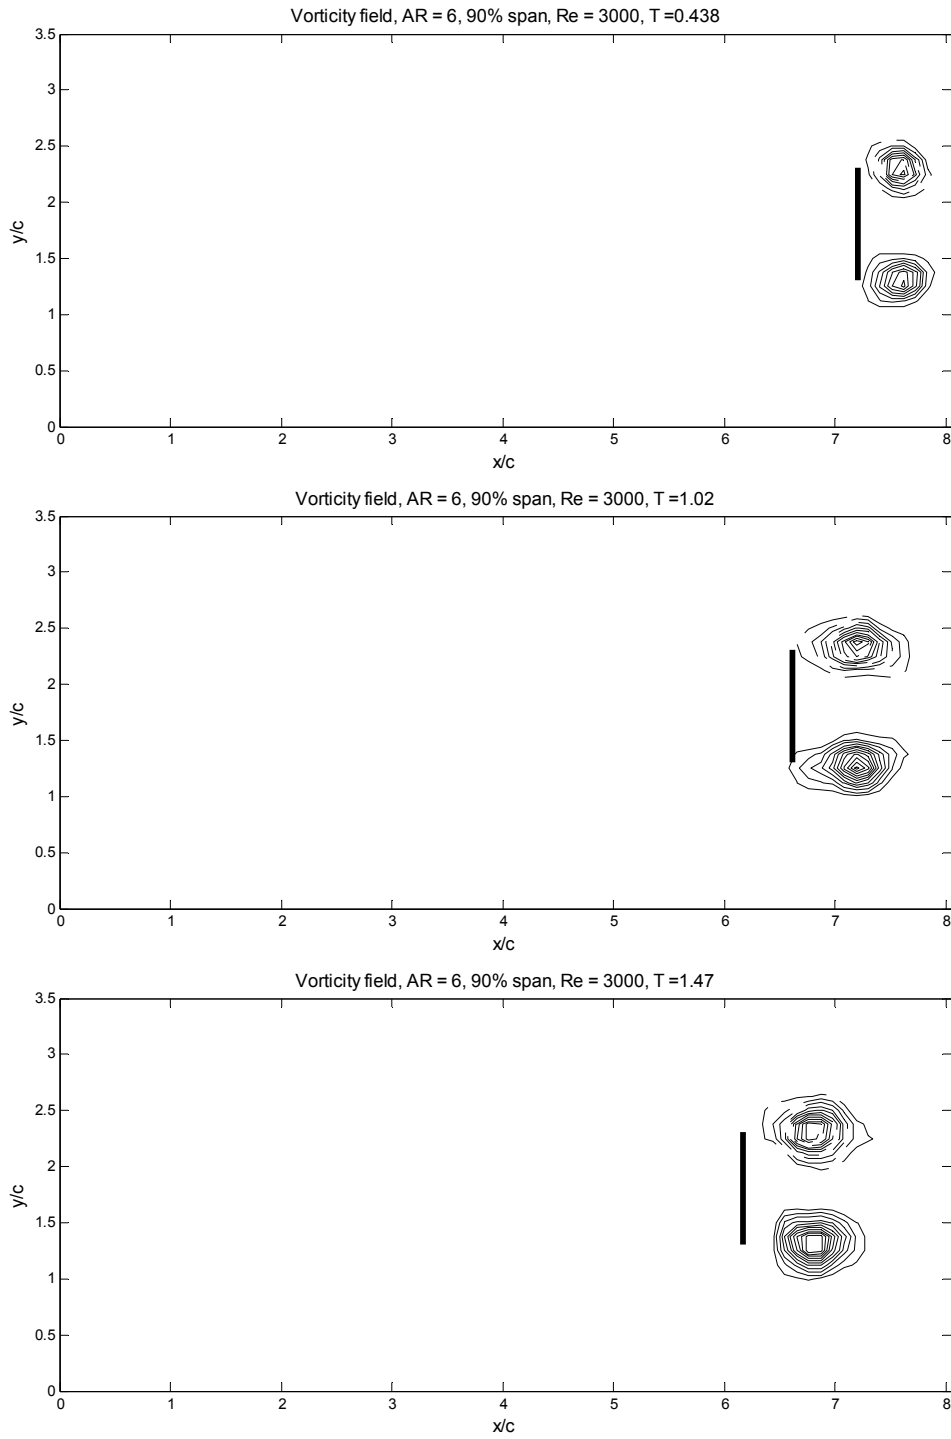 Vorticity field, AR = 6, 90% span, Re = 3000, T =0.438
3.5
3
2.5
2
1.5
1
0.5
0
y/c
0 1 2 3 4 5 6 7 8
x/c
Vorticity field, AR = 6, 90% span, Re = 3000, T =1.02
3.5
3
2.5
2
1.5
1
0.5
0
y/c
0 1 2 3 4 5 6 7 8
x/c
Vorticity field, AR = 6, 90% span, Re = 3000, T =1.47
3.5
3
2.5
2
1.5
1
0.5
0
y/c
0 1 2 3 4 5 6 7 8
x/c